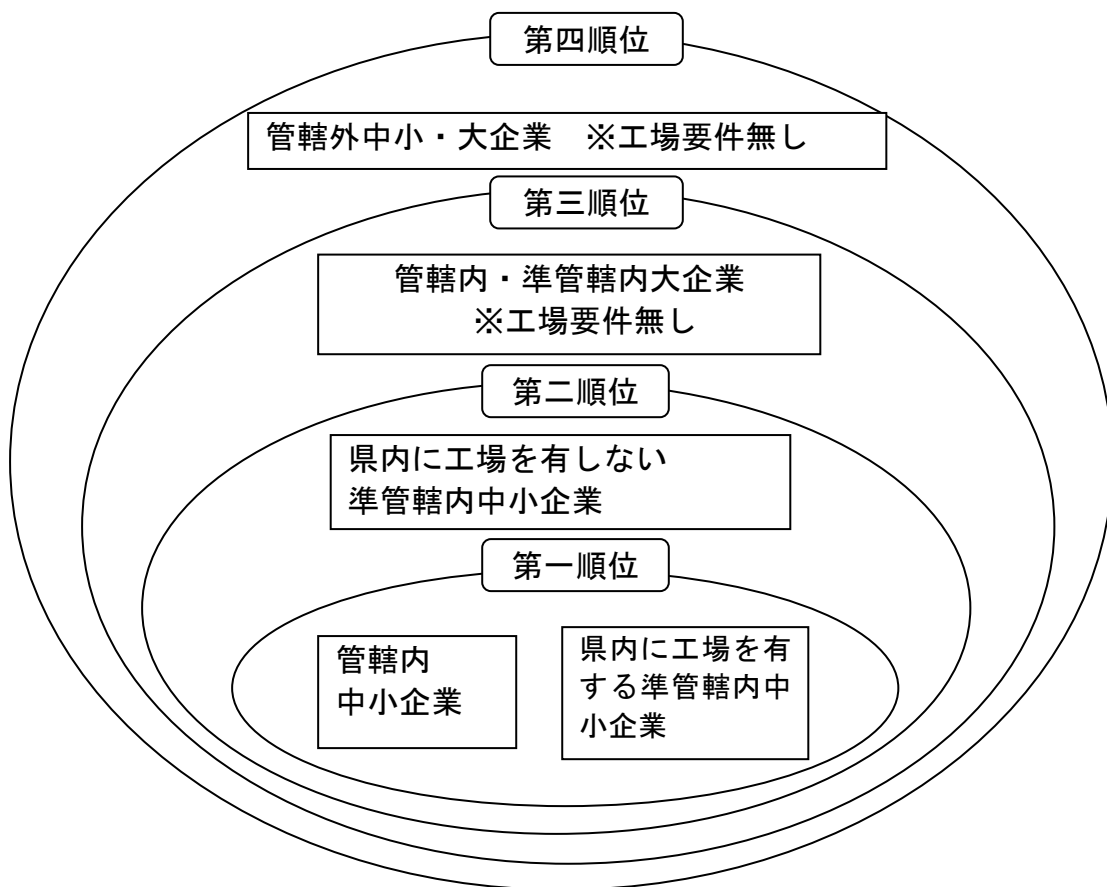 第四順位
管轄外中小・大企業　※工場要件無し
第三順位
管轄内・準管轄内大企業
※工場要件無し
第二順位
県内に工場を有しない
準管轄内中小企業
第一順位
管轄内
中小企業
県内に工場を有
する準管轄内中
小企業